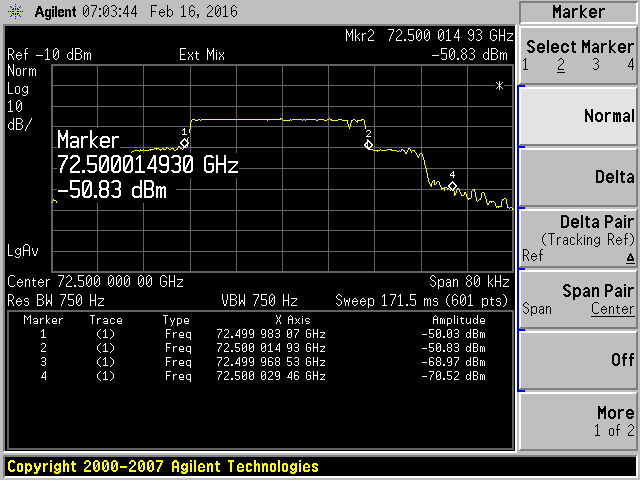 Agilent 07:03:44 Feb 16, 2016
Mkr2 72.500 014 93 GHz
Ref -10 dBm Ext Mix -50.83 dBm
Norm
Log
10
dB/
1
2
4
Marker
72.500014930 GHz
-50.83 dBm
LgAv
Center 72.500 000 00 GHz Span 80 kHz
Res BW 750 Hz VBW 750 Hz Sweep 171.5 ms (601 pts)
Marker Trace Type X Axis Amplitude
1 (1) Freq 72.499 983 07 GHz -50.03 dBm
2 (1) Freq 72.500 014 93 GHz -50.83 dBm
3 (1) Freq 72.499 968 53 GHz -68.97 dBm
4 (1) Freq 72.500 029 46 GHz -70.52 dBm
Copyright 2000-2007 Agilent Technologies
Marker
Select Marker
1 2 3 4
Normal
Delta
Delta Pair
(Tracking Ref)
Ref Δ
Span Pair
Span Center
Off
More
1 of 2